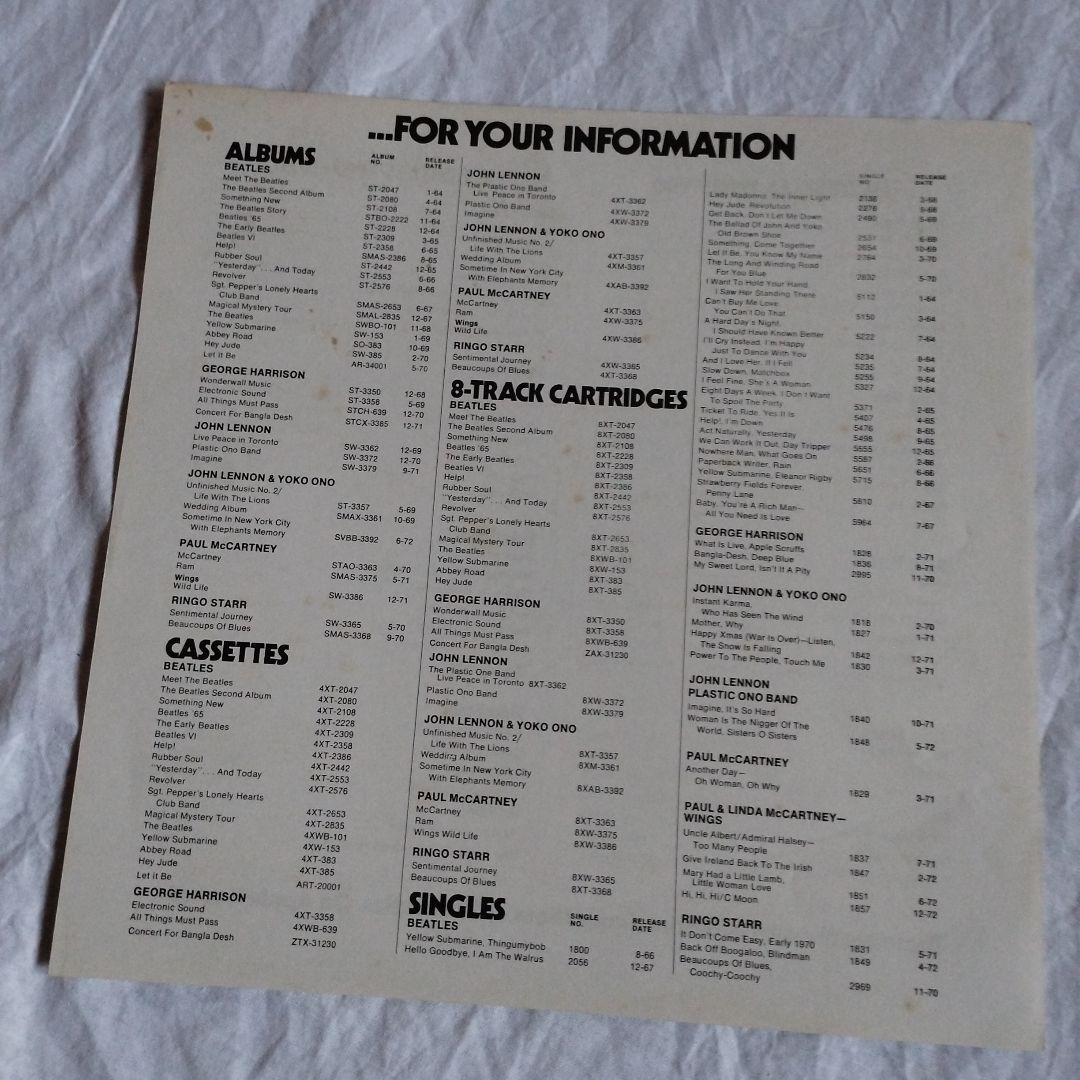 ...FOR YOUR INFORMATION
ALBUMS ALBUM NO. RELEASE DATE
BEATLES
Meet The Beatles ST-2047 1-64
The Beatles Second Album ST-2080 4-64
Something New ST-2108 7-64
The Beatles Story STBO-2222 11-64
Beatles '65 ST-2228 12-64
The Early Beatles ST-2309 3-65
Beatles VI ST-2358 6-65
Help! SMAS-2386 8-65
Rubber Soul ST-2442 12-65
"Yesterday"...And Today ST-2553 6-66
Revolver ST-2576 8-66
Sgt. Pepper's Lonely Hearts
Club Band SMAS-2653 6-67
Magical Mystery Tour SMAL-2835 12-67
The Beatles SWBO-101 11-68
Yellow Submarine SW-153 1-69
Abbey Road SO-383 10-69
Hey Jude SW-385 2-70
Let It Be AR-34001 5-70
GEORGE HARRISON
Wonderwall Music ST-3350 12-68
Electronic Sound ST-3358 5-69
All Things Must Pass STCH-639 12-70
Concert For Bangla Desh STCX-3385 12-71
JOHN LENNON
Live Peace in Toronto SW-3362 12-69
Plastic Ono Band SW-3372 12-70
Imagine SW-3379 9-71
JOHN LENNON & YOKO ONO
Unfinished Music No. 2/
Life With The Lions ST-3357 5-69
Wedding Album SMAX-3361 10-69
Sometime In New York City
With Elephants Memory SVBB-3392 6-72
PAUL McCARTNEY
McCartney STAO-3363 4-70
Ram SMAS-3375 5-71
Wings
Wild Life SW-3386 12-71
RINGO STARR
Sentimental Journey SW-3365 5-70
Beaucoups Of Blues SMAS-3368 9-70
CASSETTES
BEATLES
Meet The Beatles 4XT-2047
The Beatles Second Album 4XT-2080
Something New 4XT-2108
Beatles '65 4XT-2228
The Early Beatles 4XT-2309
Beatles VI 4XT-2358
Help! 4XT-2386
Rubber Soul 4XT-2442
"Yesterday"...And Today 4XT-2553
Revolver 4XT-2576
Sgt. Pepper's Lonely Hearts
Club Band 4XT-2653
Magical Mystery Tour 4XT-2835
The Beatles 4XWB-101
Yellow Submarine 4XW-153
Abbey Road 4XT-383
Hey Jude 4XT-385
Let it Be ART-20001
GEORGE HARRISON
Electronic Sound 4XT-3358
All Things Must Pass 4XWB-639
Concert For Bangla Desh ZTX-31230
JOHN LENNON
The Plastic One Band
Live Peace in Toronto 4XT-3362
Plastic Ono Band 4XW-3372
Imagine 4XW-3379
JOHN LENNON & YOKO ONO
Unfinished Music No. 2/
Life With The Lions 4XT-3357
Wedding Album 4XM-3361
Sometime In New York City
With Elephants Memory 4XAB-3392
PAUL McCARTNEY
McCartney 4XT-3363
Ram 4XW-3375
Wings
Wild Life 4XW-3386
RINGO STARR
Sentimental Journey 4XW-3365
Beaucoups Of Blues 4XT-3368
8-TRACK CARTRIDGES
BEATLES
Meet The Beatles 8XT-2047
The Beatles Second Album 8XT-2080
Something New 8XT-2108
Beatles '65 8XT-2228
The Early Beatles 8XT-2309
Beatles VI 8XT-2358
Help! 8XT-2386
Rubber Soul 8XT-2442
"Yesterday"...And Today 8XT-2553
Revolver 8XT-2576
Sgt. Pepper's Lonely Hearts
Club Band 8XT-2653
Magical Mystery Tour 8XT-2835
The Beatles 8XWB-101
Yellow Submarine 8XW-153
Abbey Road 8XT-383
Hey Jude 8XT-385
GEORGE HARRISON
Wonderwall Music 8XT-3350
Electronic Sound 8XT-3358
All Things Must Pass 8XWB-639
Concert For Bangla Desh ZAX-31230
JOHN LENNON
The Plastic Ono Band
Live Peace in Toronto 8XT-3362
Plastic Ono Band 8XW-3372
Imagine 8XW-3379
JOHN LENNON & YOKO ONO
Unfinished Music No. 2/
Life With The Lions 8XT-3357
Wedding Album 8XM-3361
Sometime In New York City
With Elephants Memory 8XAB-3392
PAUL McCARTNEY
McCartney 8XT-3363
Ram 8XW-3375
Wings Wild Life 8XW-3386
RINGO STARR
Sentimental Journey 8XW-3365
Beaucoups Of Blues 8XT-3368
SINGLES SINGLE NO. RELEASE DATE
BEATLES
Yellow Submarine, Thingumybob 1800 8-66
Hello Goodbye, I Am The Walrus 2056 12-67
SINGLE NO. RELEASE DATE
Lady Madonna, The Inner Light 2138 3-68
Hey Jude, Revolution 2276 9-68
Get Back, Don't Let Me Down 2490 5-69
The Ballad Of John And Yoko
Old Brown Shoe 2531 6-69
Something, Come Together 2654 10-69
Let It Be, You Know My Name 2764 3-70
The Long And Winding Road
For You Blue 2832 5-70
I Want To Hold Your Hand,
I Saw Her Standing There 5112 1-64
Can't Buy Me Love
You Can't Do That 5150 3-64
A Hard Day's Night,
I Should Have Known Better 5222 7-64
I'll Cry Instead, I'm Happy
Just To Dance With You 5234 8-64
And I Love Her, If I Fell 5235 7-64
Slow Down, Matchbox 5255 9-64
I Feel Fine, She's A Woman 5327 12-64
Eight Days A Week, I Don't Want
To Spoil The Party 5371 2-65
Ticket To Ride, Yes It Is 5407 4-65
Help!, I'm Down 5476 8-65
Act Naturally, Yesterday 5498 9-65
We Can Work It Out, Day Tripper 5555 12-65
Nowhere Man, What Goes On 5587 2-66
Paperback Writer, Rain 5651 6-66
Yellow Submarine, Eleanor Rigby 5715 8-66
Strawberry Fields Forever,
Penny Lane 5810 2-67
Baby, You're A Rich Man—
All You Need Is Love 5964 7-67
GEORGE HARRISON
What Is Live, Apple Scruffs 1828 2-71
Bangla-Desh, Deep Blue 1836 8-71
My Sweet Lord, Isn't It A Pity 2995 11-70
JOHN LENNON & YOKO ONO
Instant Karma,
Who Has Seen The Wind 1818 2-70
Mother, Why 1827 1-71
Happy Xmas (War Is Over)—Listen,
The Snow Is Falling 1842 12-71
Power To The People, Touch Me 1830 3-71
JOHN LENNON
PLASTIC ONO BAND
Imagine, It's So Hard 1840 10-71
Woman Is The Nigger Of The
World, Sisters O Sisters 1848 5-72
PAUL McCARTNEY
Another Day—
Oh Woman, Oh Why 1829 3-71
PAUL & LINDA McCARTNEY—
WINGS
Uncle Albert/Admiral Halsey—
Too Many People 1837 7-71
Give Ireland Back To The Irish 1847 2-72
Mary Had a Little Lamb,
Little Woman Love 1851 6-72
Hi, Hi, Hi/C Moon 1857 12-72
RINGO STARR
It Don't Come Easy, Early 1970 1831 5-71
Back Off Boogaloo, Blindman 1849 4-72
Beaucoups Of Blues,
Coochy-Coochy 2969 11-70